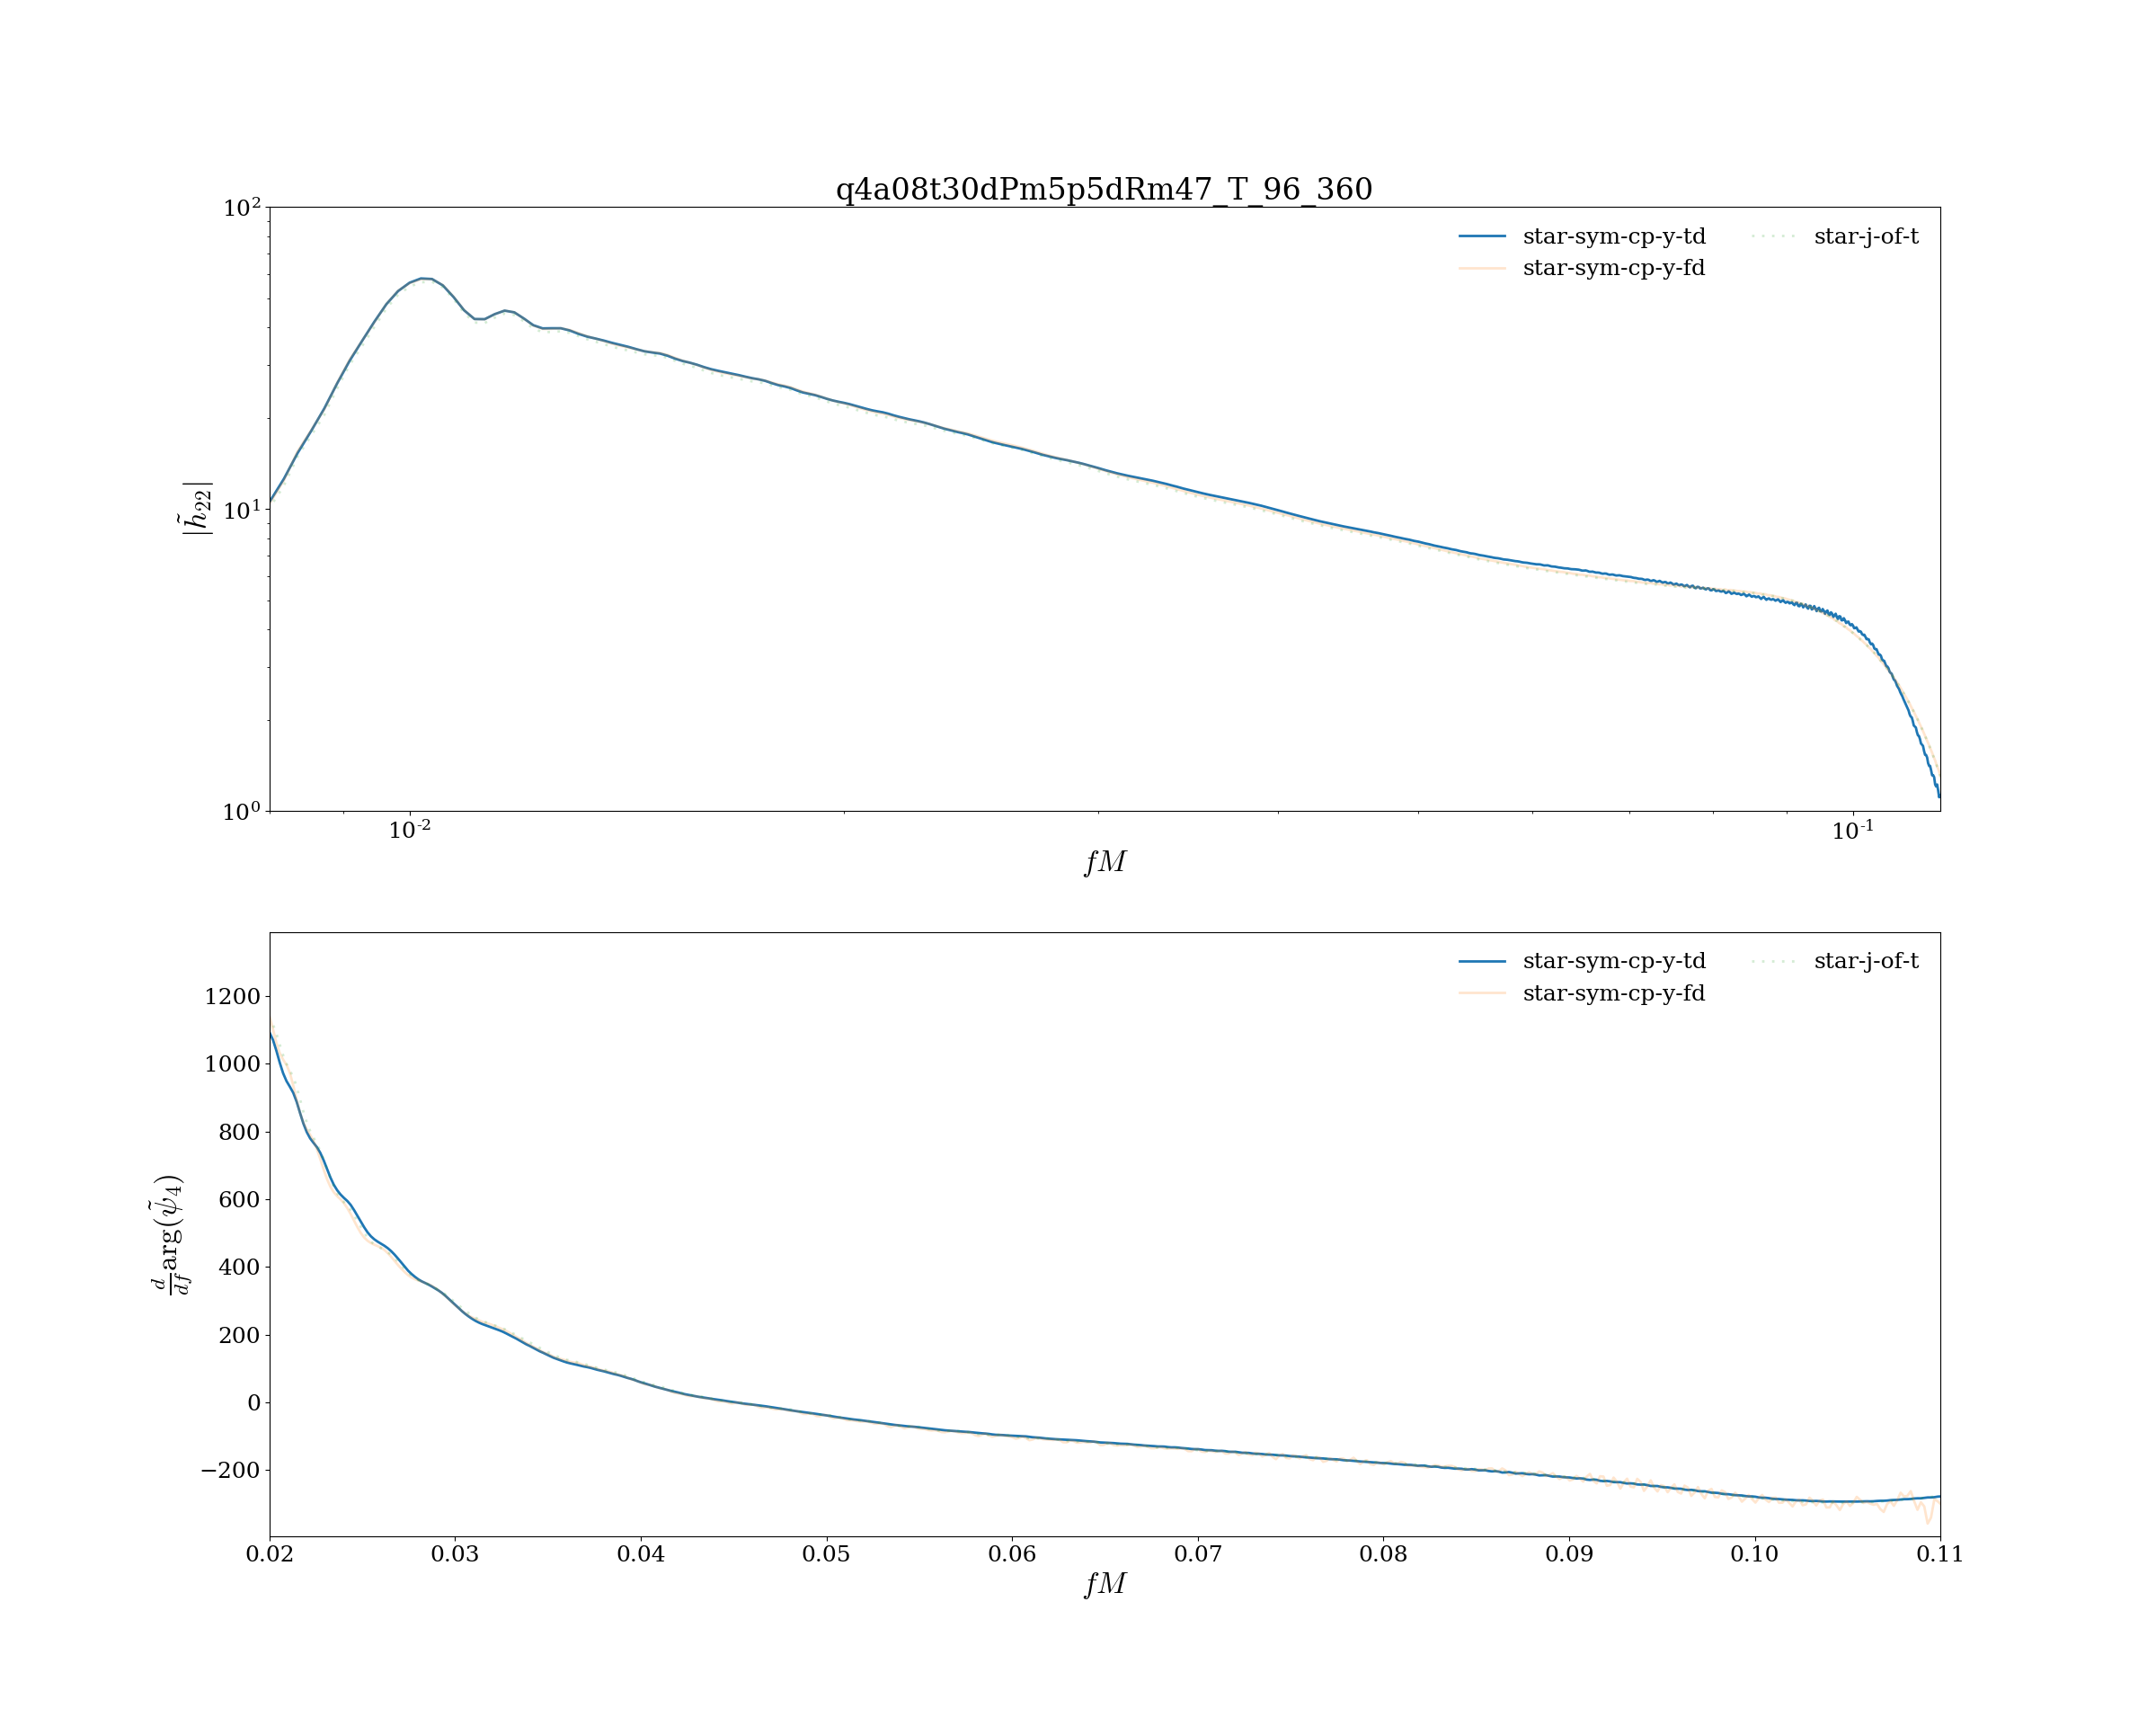 q4a08t30dPm5p5dRm47_T_96_360
10²
10¹
10⁰
|h̃₂₂|
star-sym-cp-y-td
star-sym-cp-y-fd
star-j-of-t
10⁻²
10⁻¹
fM
1200
1000
800
600
400
200
0
−200
d/df arg(ψ̃₄)
star-sym-cp-y-td
star-sym-cp-y-fd
star-j-of-t
0.02 0.03 0.04 0.05 0.06 0.07 0.08 0.09 0.10 0.11
fM